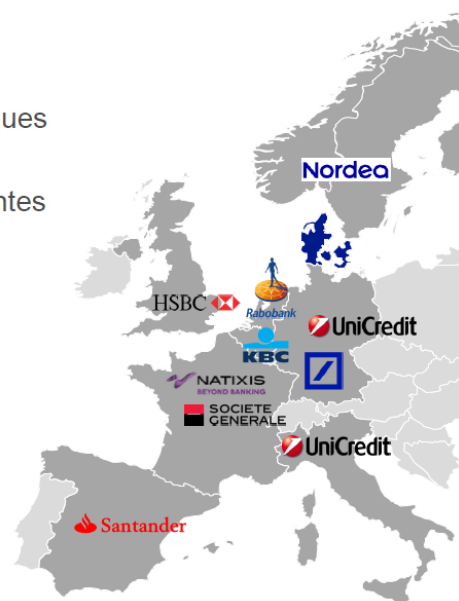 ues
ntes
Nordea
HSBC
Rabobank
UniCredit
KBC
NATIXIS
BEYOND BANKING
SOCIETE
GENERALE
UniCredit
Santander